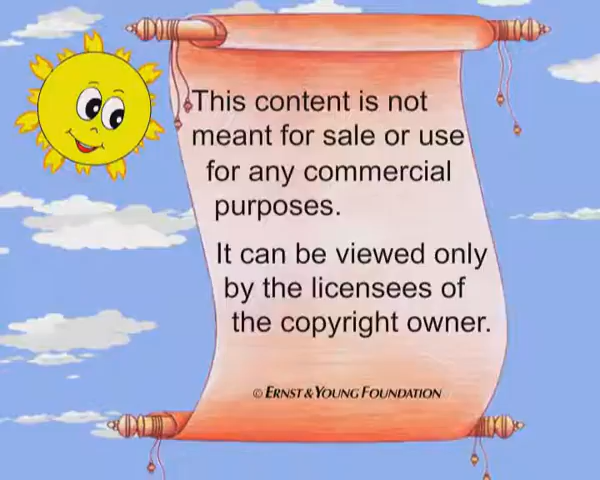 This content is not
meant for sale or use
for any commercial
purposes.
It can be viewed only
by the licensees of
the copyright owner.
© ERNST & YOUNG FOUNDATION